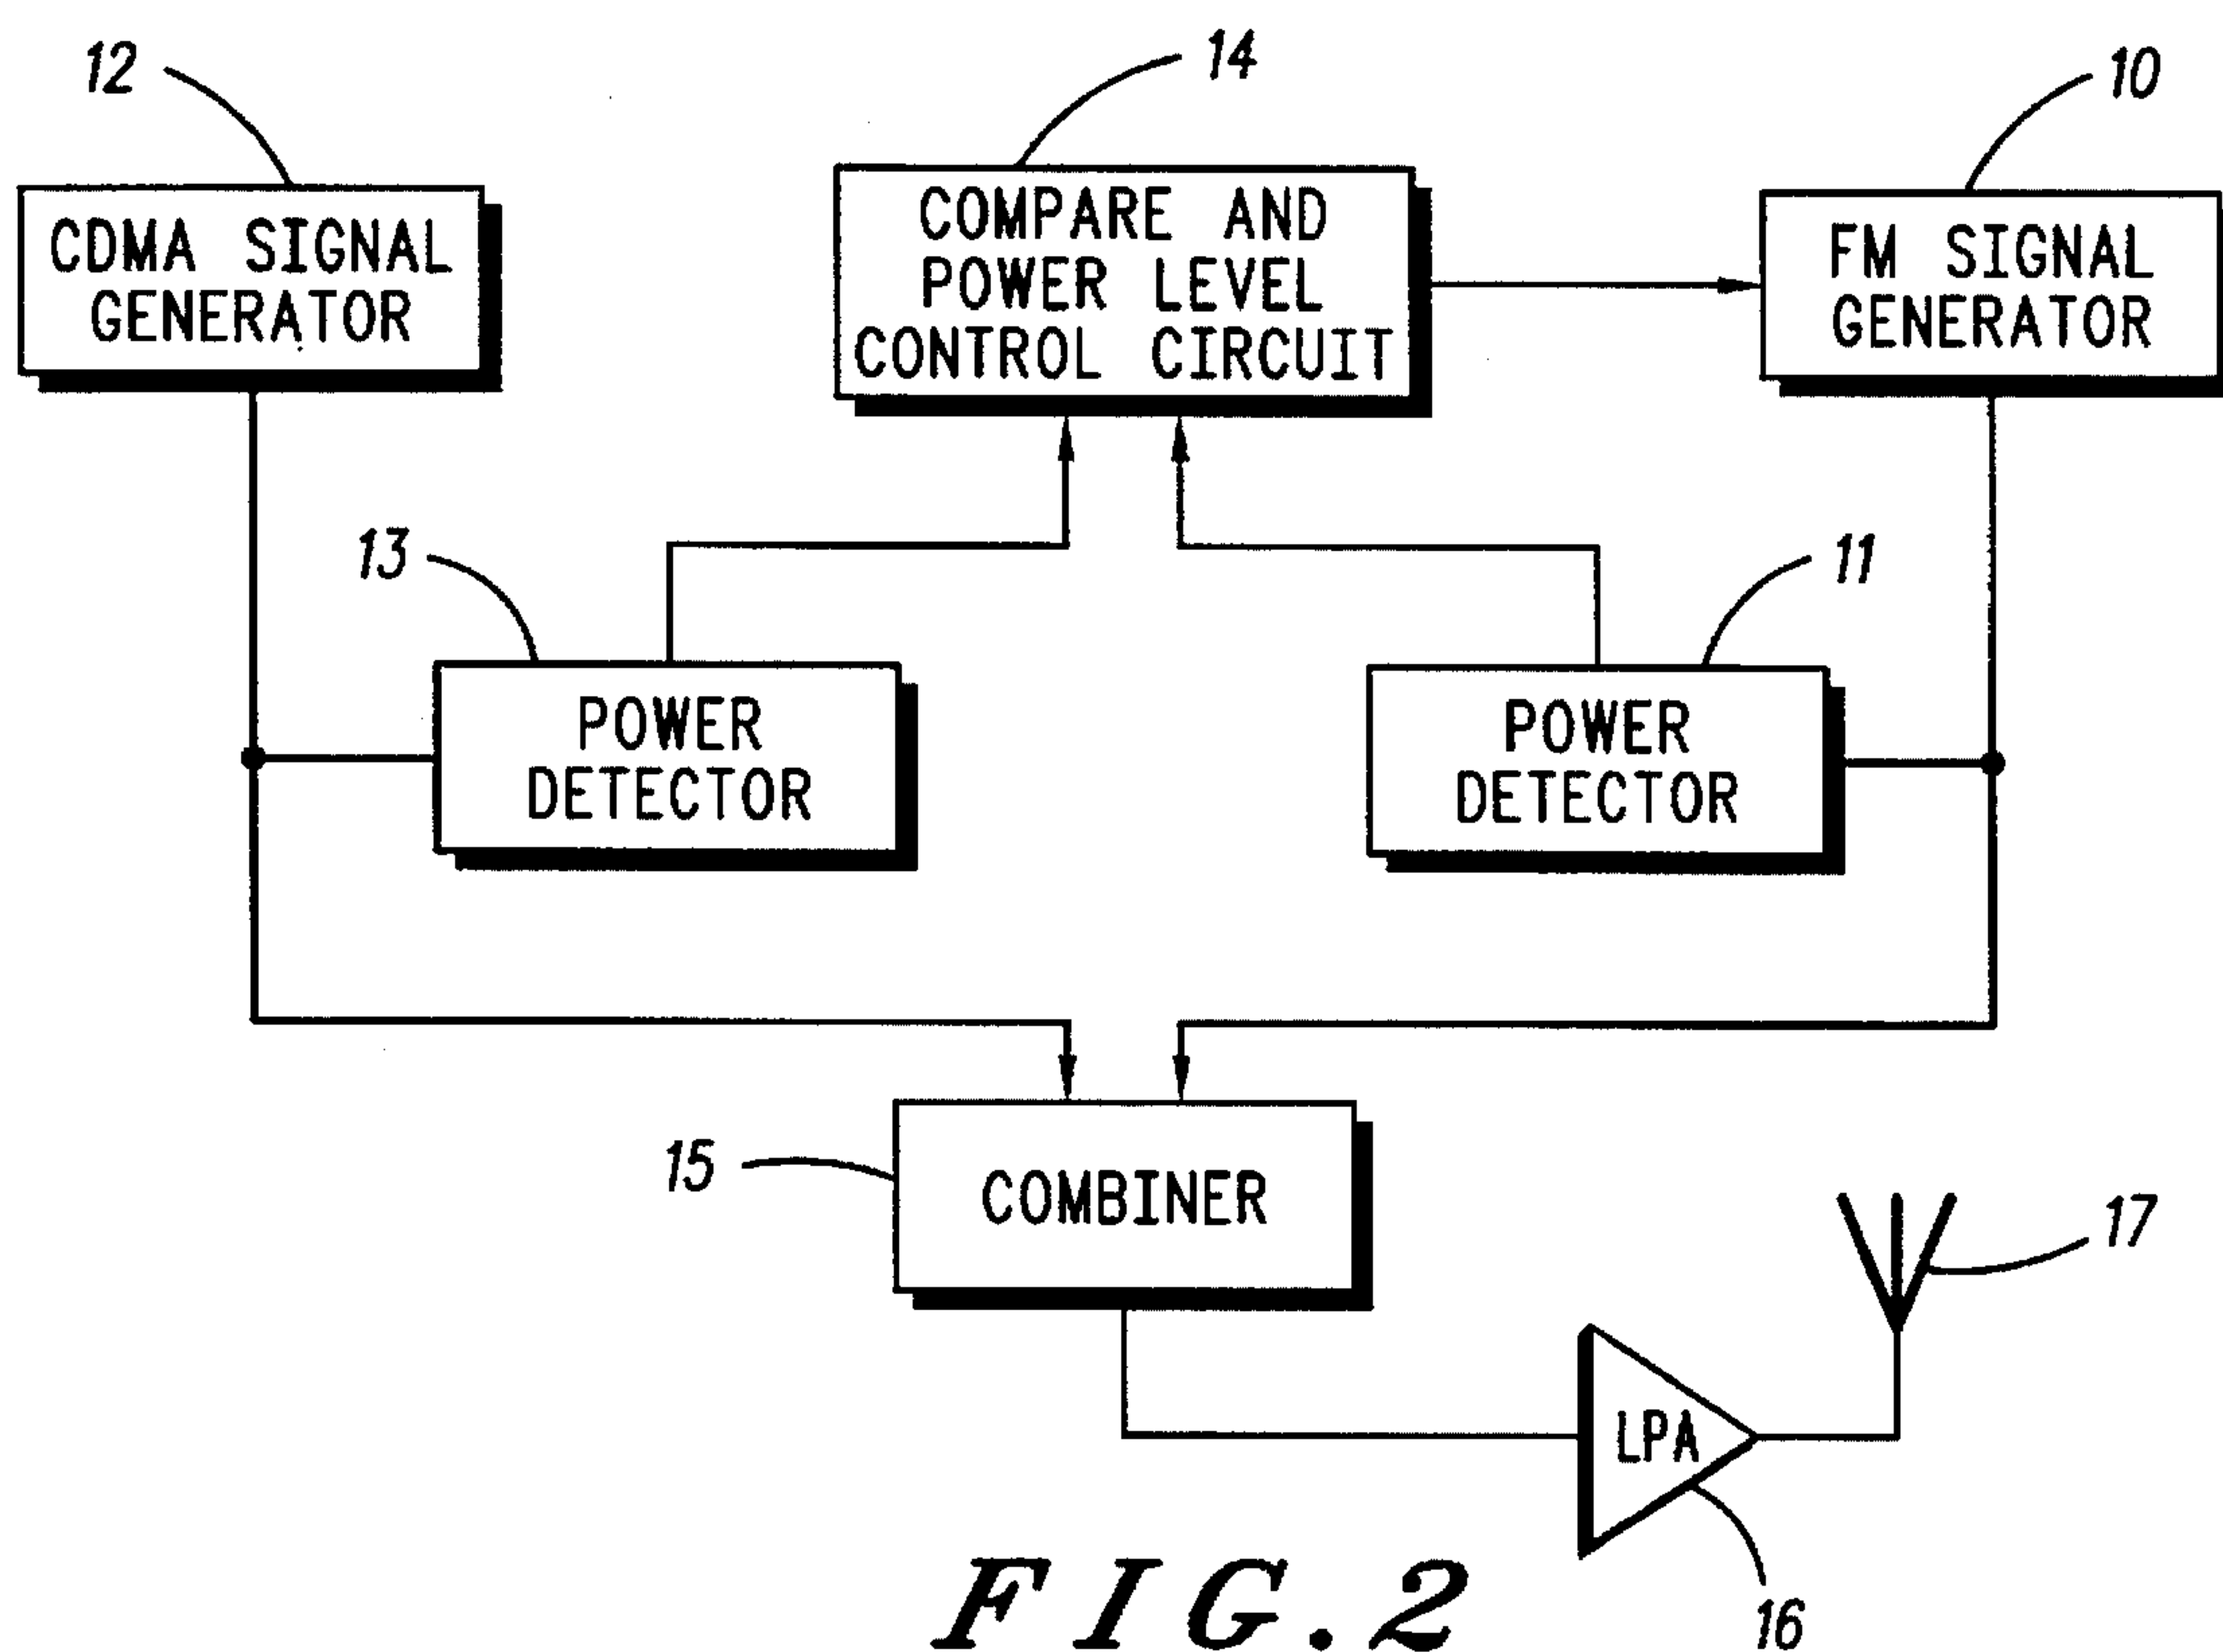 12
14
10
CDMA SIGNAL
GENERATOR
COMPARE AND
POWER LEVEL
CONTROL CIRCUIT
FM SIGNAL
GENERATOR
13
11
POWER
DETECTOR
POWER
DETECTOR
15
COMBINER
17
LPA
16
FIG.2